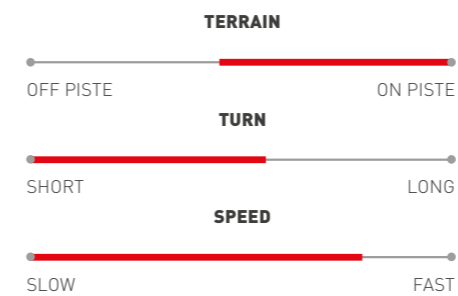 TERRAIN
OFF PISTE ON PISTE
TURN
SHORT LONG
SPEED
SLOW FAST